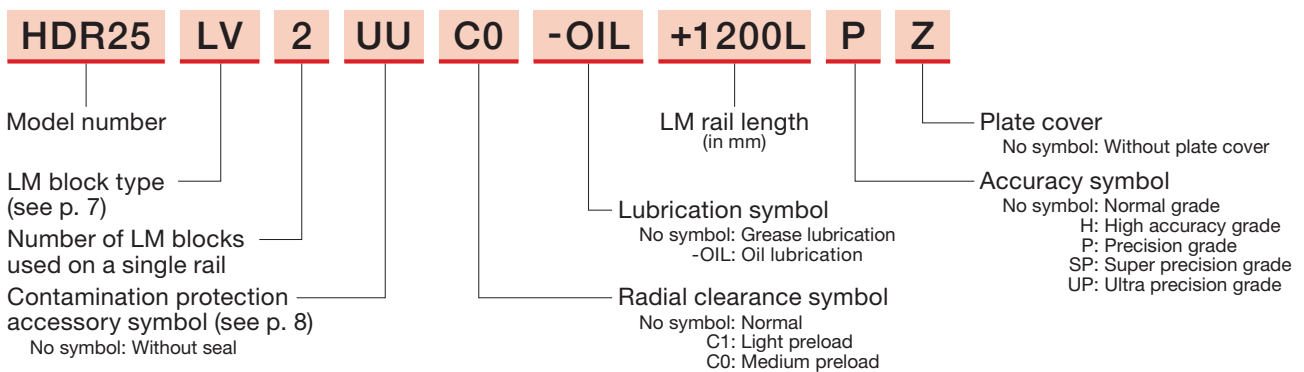 HDR25 LV 2 UU C0 -OIL +1200L P Z
Model number
LM block type
(see p. 7)
Number of LM blocks
used on a single rail
Contamination protection
accessory symbol (see p. 8)
No symbol: Without seal
LM rail length
(in mm)
Lubrication symbol
No symbol: Grease lubrication
-OIL: Oil lubrication
Radial clearance symbol
No symbol: Normal
C1: Light preload
C0: Medium preload
Plate cover
No symbol: Without plate cover
Accuracy symbol
No symbol: Normal grade
H: High accuracy grade
P: Precision grade
SP: Super precision grade
UP: Ultra precision grade